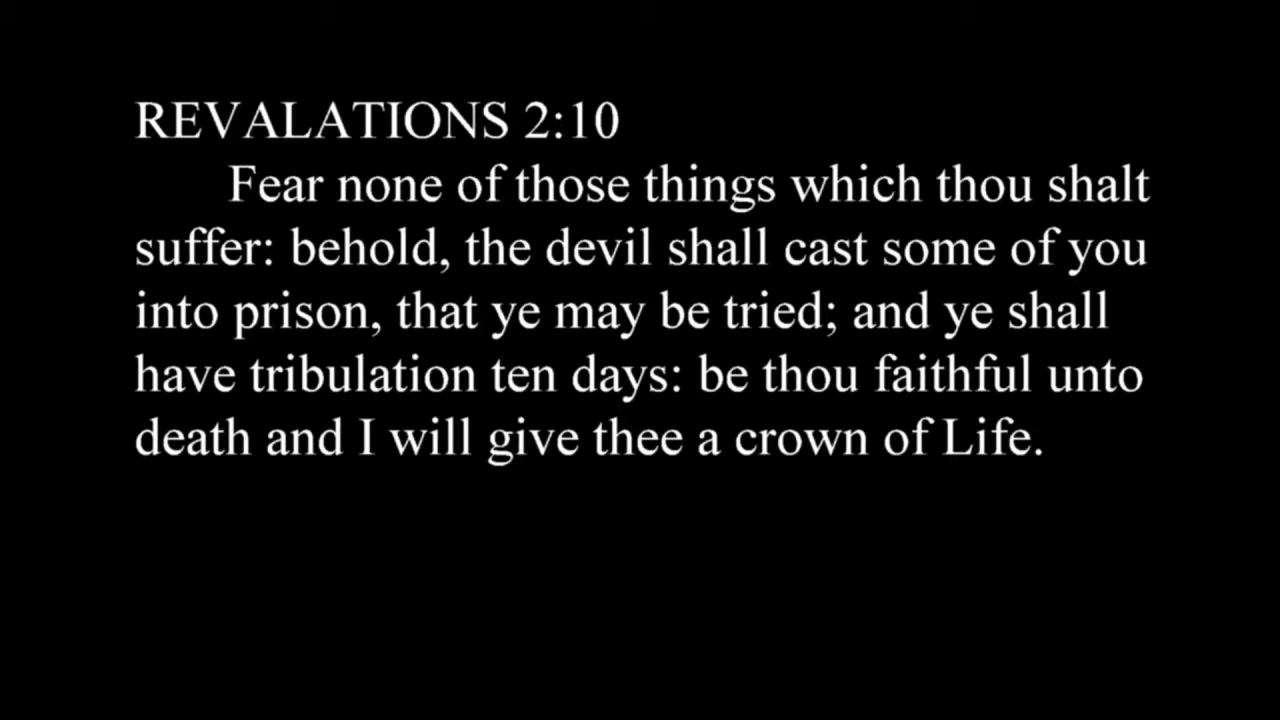 REVALATIONS 2:10
Fear none of those things which thou shalt
suffer: behold, the devil shall cast some of you
into prison, that ye may be tried; and ye shall
have tribulation ten days: be thou faithful unto
death and I will give thee a crown of Life.